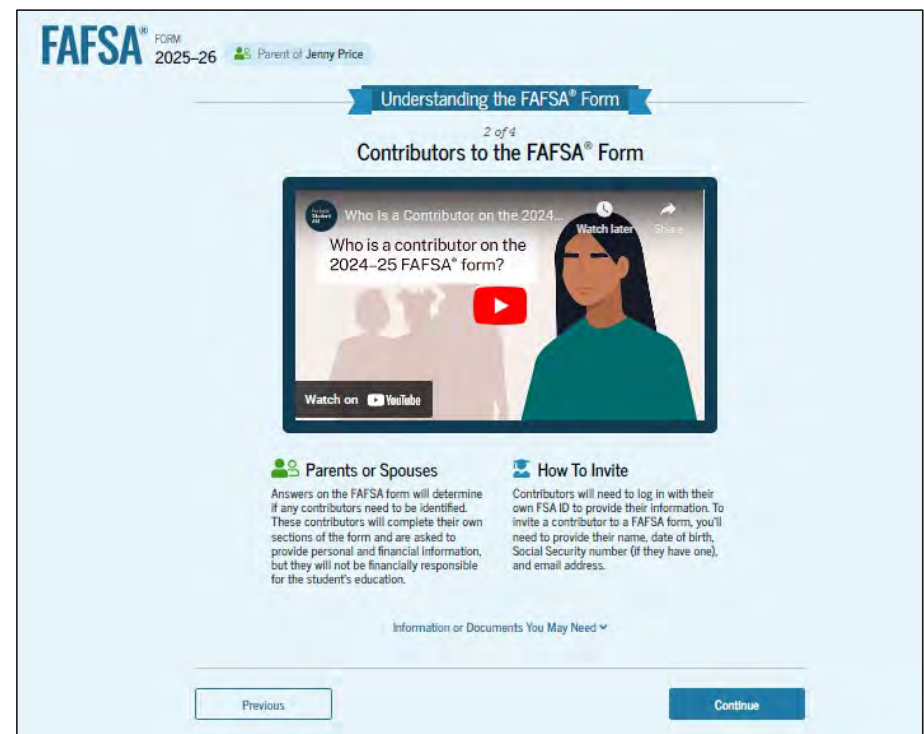 FAFSA® FORM
2025–26
Parent of Jenny Price
Understanding the FAFSA® Form
2 of 4
Contributors to the FAFSA® Form
Federal Student Aid
Who Is a Contributor on the 2024...
Watch later
Share
Who is a contributor on the
2024–25 FAFSA® form?
Watch on YouTube
Parents or Spouses
Answers on the FAFSA form will determine
if any contributors need to be identified.
These contributors will complete their own
sections of the form and are asked to
provide personal and financial information,
but they will not be financially responsible
for the student's education.
How To Invite
Contributors will need to log in with their
own FSA ID to provide their information. To
invite a contributor to a FAFSA form, you'll
need to provide their name, date of birth,
Social Security number (if they have one),
and email address.
Information or Documents You May Need
Previous
Continue